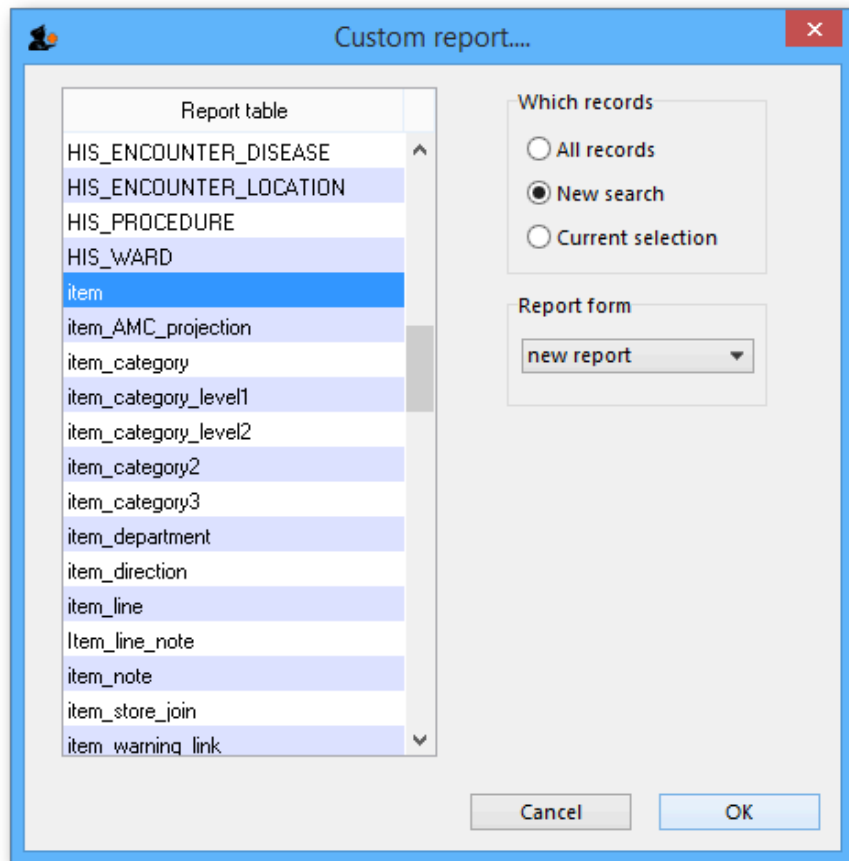 Custom report....
Report table
HIS_ENCOUNTER_DISEASE
HIS_ENCOUNTER_LOCATION
HIS_PROCEDURE
HIS_WARD
item
item_AMC_projection
item_category
item_category_level1
item_category_level2
item_category2
item_category3
item_department
item_direction
item_line
Item_line_note
item_note
item_store_join
item_warning_link
Which records
All records
New search
Current selection
Report form
new report
Cancel
OK